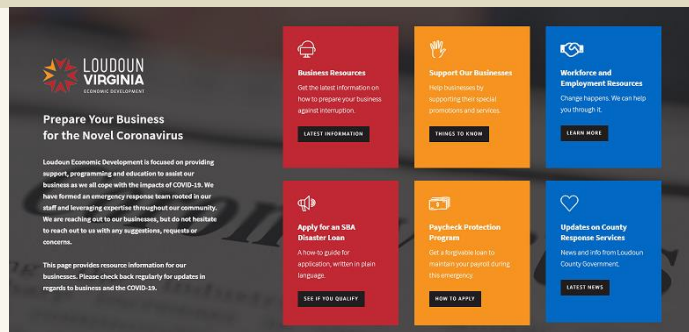 LOUDOUN
VIRGINIA
ECONOMIC DEVELOPMENT
Prepare Your Business
for the Novel Coronavirus
Loudoun Economic Development is focused on providing
support, programming and education to assist our
business as we all cope with the impacts of COVID-19. We
have formed an emergency response team rooted in our
staff and leveraging expertise throughout our community.
We are reaching out to our businesses, but do not hesitate
to reach out to us with any suggestions, requests or
concerns.
This page provides resource information for our
businesses. Please check back regularly for updates in
regards to business and the COVID-19.
Business Resources
Get the latest information on
how to prepare your business
against interruption.
LATEST INFORMATION
Support Our Businesses
Help businesses by
supporting their special
promotions and services.
THINGS TO KNOW
Workforce and
Employment Resources
Change happens. We can help
you through it.
LEARN MORE
Apply for an SBA
Disaster Loan
A how-to guide for
application, written in plain
language.
SEE IF YOU QUALIFY
Paycheck Protection
Program
Get a forgivable loan to
maintain your payroll during
this emergency.
HOW TO APPLY
Updates on County
Response Services
News and info from Loudoun
County Government.
LATEST NEWS